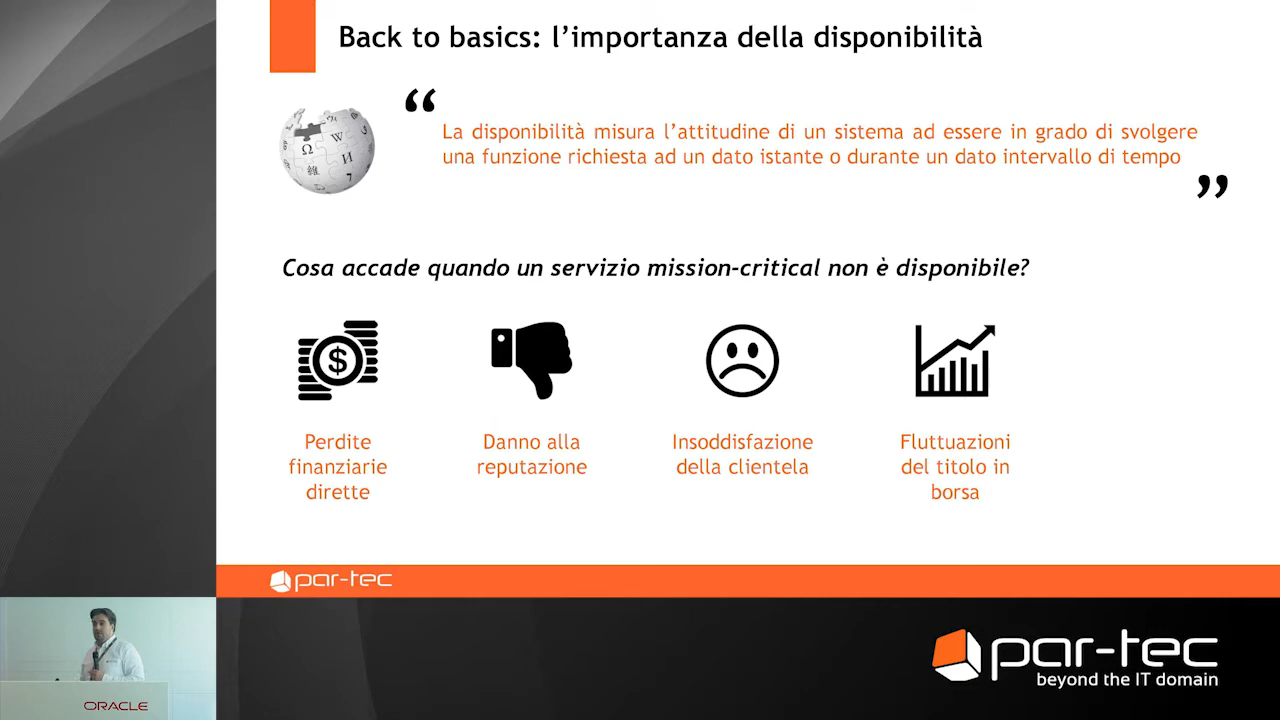 Back to basics: l’importanza della disponibilità
“
La disponibilità misura l’attitudine di un sistema ad essere in grado di svolgere
una funzione richiesta ad un dato istante o durante un dato intervallo di tempo
”
Ω
W
И
維
7
Cosa accade quando un servizio mission-critical non è disponibile?
$
Perdite
finanziarie
dirette
Danno alla
reputazione
Insoddisfazione
della clientela
Fluttuazioni
del titolo in
borsa
par-tec
par-tec
beyond the IT domain
ORACLE